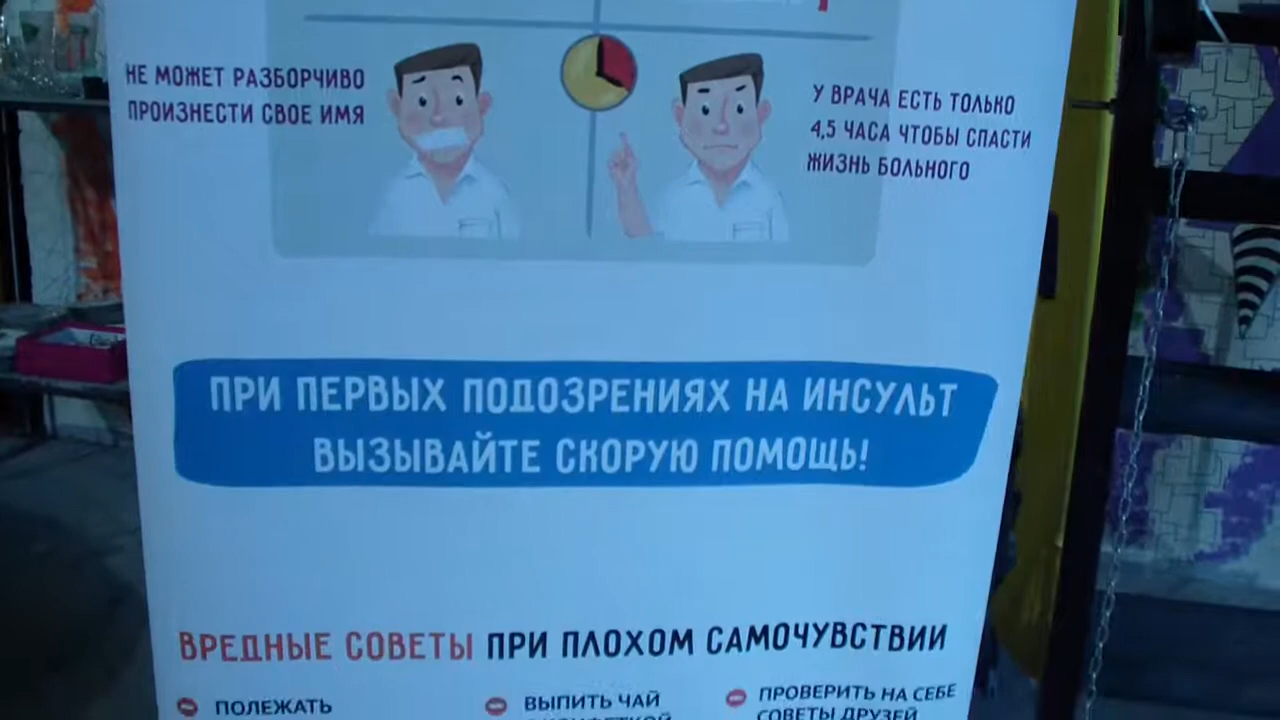 НЕ МОЖЕТ РАЗБОРЧИВО
ПРОИЗНЕСТИ СВОЕ ИМЯ
У ВРАЧА ЕСТЬ ТОЛЬКО
4,5 ЧАСА ЧТОБЫ СПАСТИ
ЖИЗНЬ БОЛЬНОГО
ПРИ ПЕРВЫХ ПОДОЗРЕНИЯХ НА ИНСУЛЬТ
ВЫЗЫВАЙТЕ СКОРУЮ ПОМОЩЬ!
ВРЕДНЫЕ СОВЕТЫ ПРИ ПЛОХОМ САМОЧУВСТВИИ
ПОЛЕЖАТЬ
ВЫПИТЬ ЧАЙ
ПРОВЕРИТЬ НА СЕБЕ
СОВЕТЫ ДРУЗЕЙ